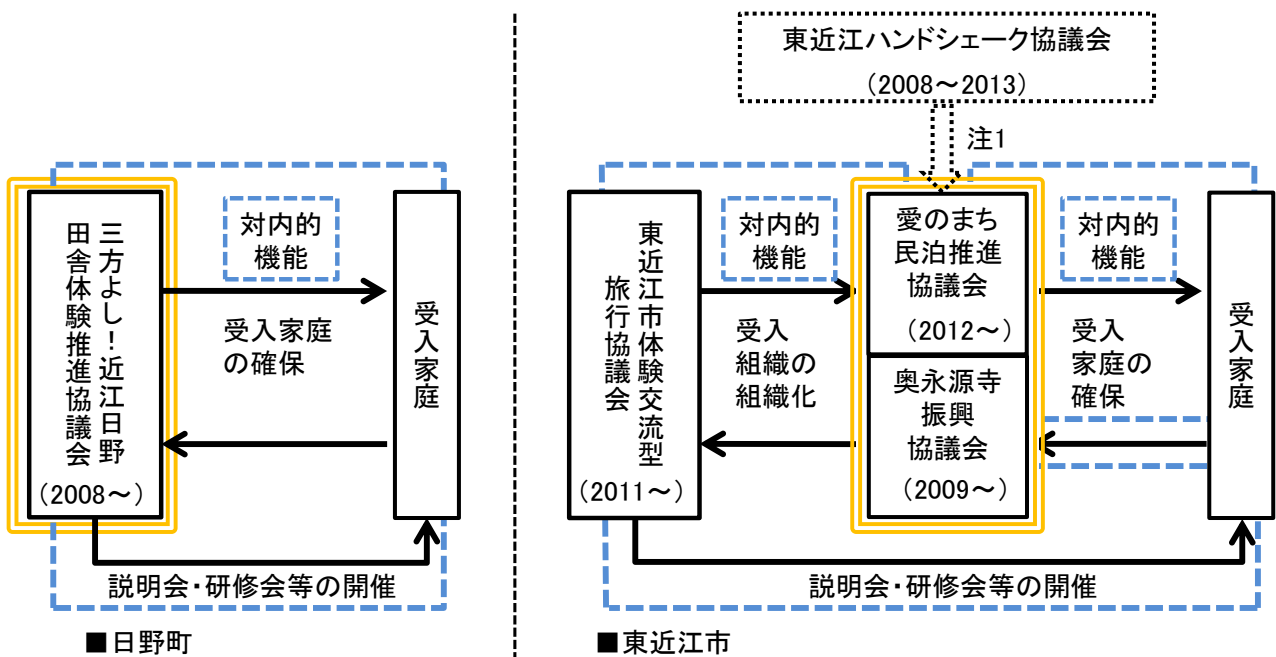 三方よし！近江日野
田舎体験推進協議会
（2008～）
対内的
機能
受入家庭
の確保
受入家庭
説明会・研修会等の開催
■日野町
東近江ハンドシェーク協議会
（2008～2013）
注1
東近江市体験交流型
旅行協議会
（2011～）
対内的
機能
受入
組織の
組織化
愛のまち
民泊推進
協議会
（2012～）
奥永源寺
振興
協議会
（2009～）
対内的
機能
受入
家庭の
確保
受入家庭
説明会・研修会等の開催
■東近江市